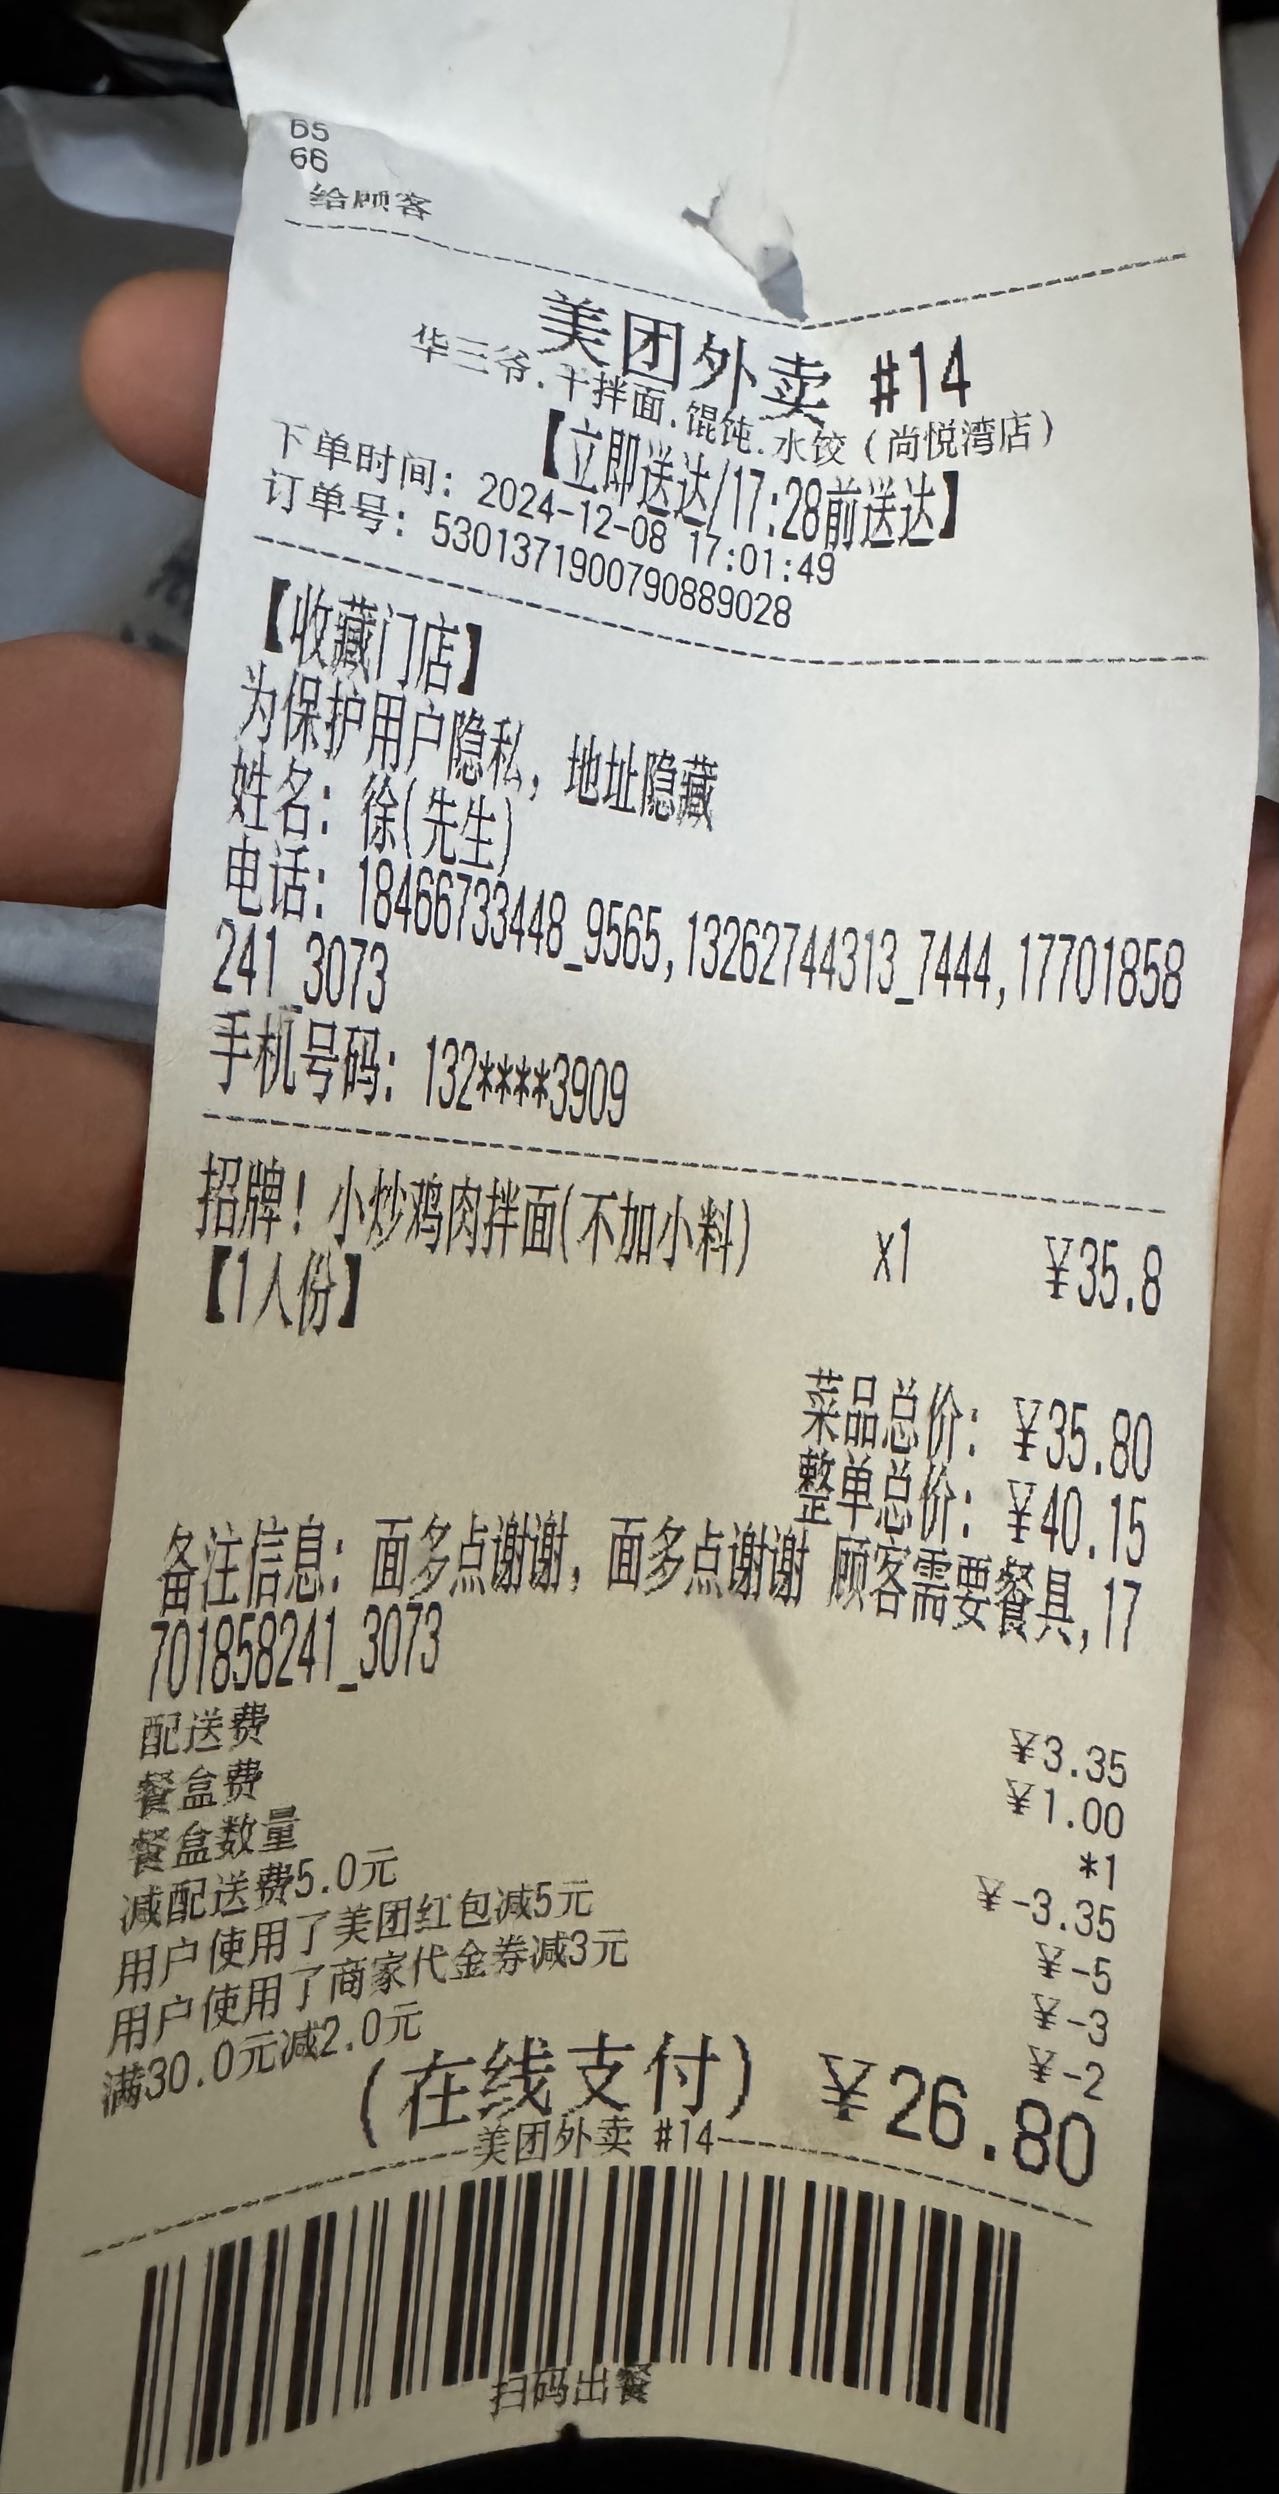 65
66
给顾客
美团外卖 #14
华三爷.干拌面.馄饨.水饺（尚悦湾店）
【立即送达/17:28前送达】
下单时间: 2024-12-08 17:01:49
订单号: 5301371900790889028
【收藏门店】
为保护用户隐私, 地址隐藏
姓名: 徐(先生)
电话: 18466733448_9565,13262744313_7444,17701858
241_3073
手机号码: 132****3909
招牌! 小炒鸡肉拌面(不加小料) x1 ¥35.8
【1人份】
菜品总价: ¥35.80
整单总价: ¥40.15
备注信息: 面多点谢谢, 面多点谢谢 顾客需要餐具,17
701858241_3073
配送费 ¥3.35
餐盒费 ¥1.00
餐盒数量 *1
减配送费5.0元 ¥-3.35
用户使用了美团红包减5元 ¥-5
用户使用了商家代金券减3元 ¥-3
满30.0元减2.0元 ¥-2
(在线支付) ¥26.80
美团外卖 #14
扫码出餐